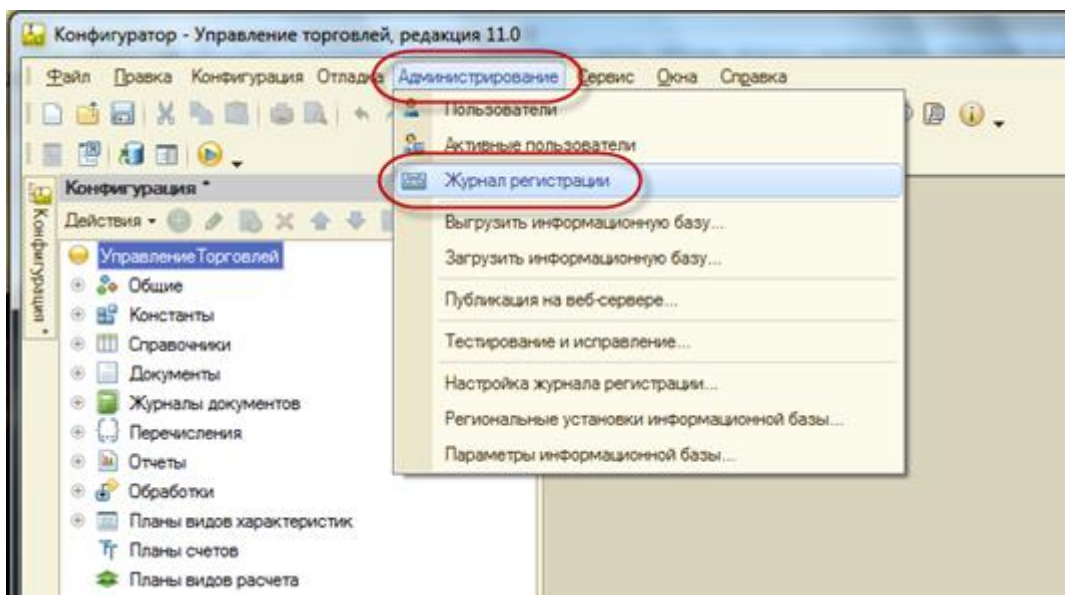 Конфигуратор - Управление торговлей, редакция 11.0
Файл Правка Конфигурация Отладка Администрирование Сервис Окна Справка
Пользователи
Активные пользователи
Журнал регистрации
Выгрузить информационную базу...
Загрузить информационную базу...
Публикация на веб-сервере...
Тестирование и исправление...
Настройка журнала регистрации...
Региональные установки информационной базы...
Параметры информационной базы...
Конфигурация *
Конфигурация *
Действия
УправлениеТорговлей
Общие
Константы
Справочники
Документы
Журналы документов
Перечисления
Отчеты
Обработки
Планы видов характеристик
Планы счетов
Планы видов расчета